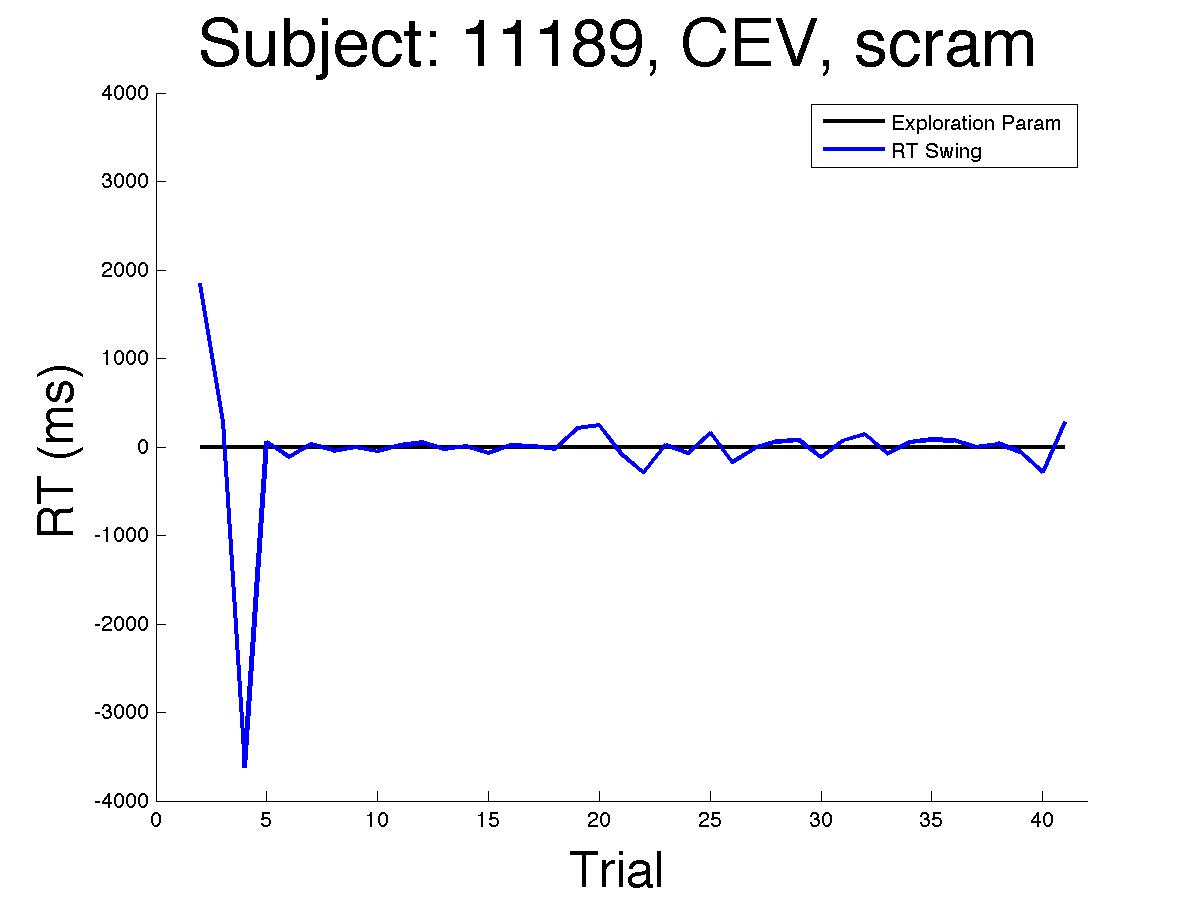 Subject: 11189, CEV, scram
4000
3000
2000
1000
0
-1000
-2000
-3000
-4000
RT (ms)
Exploration Param
RT Swing
0 5 10 15 20 25 30 35 40
Trial